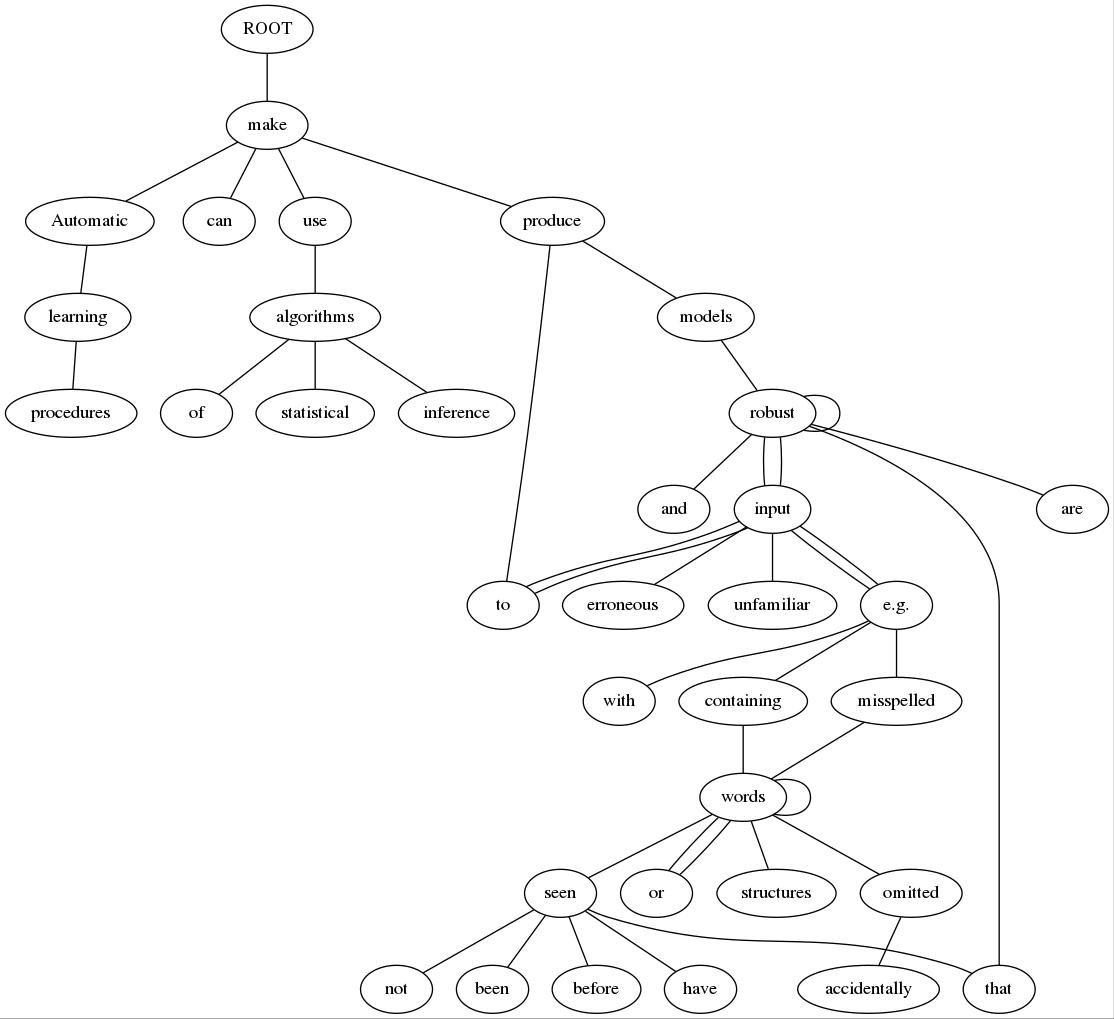 ROOT
make
Automatic can use produce
learning algorithms models
procedures of statistical inference robust
and input are
to erroneous unfamiliar e.g.
with containing misspelled
words
seen or structures omitted
not been before have accidentally that